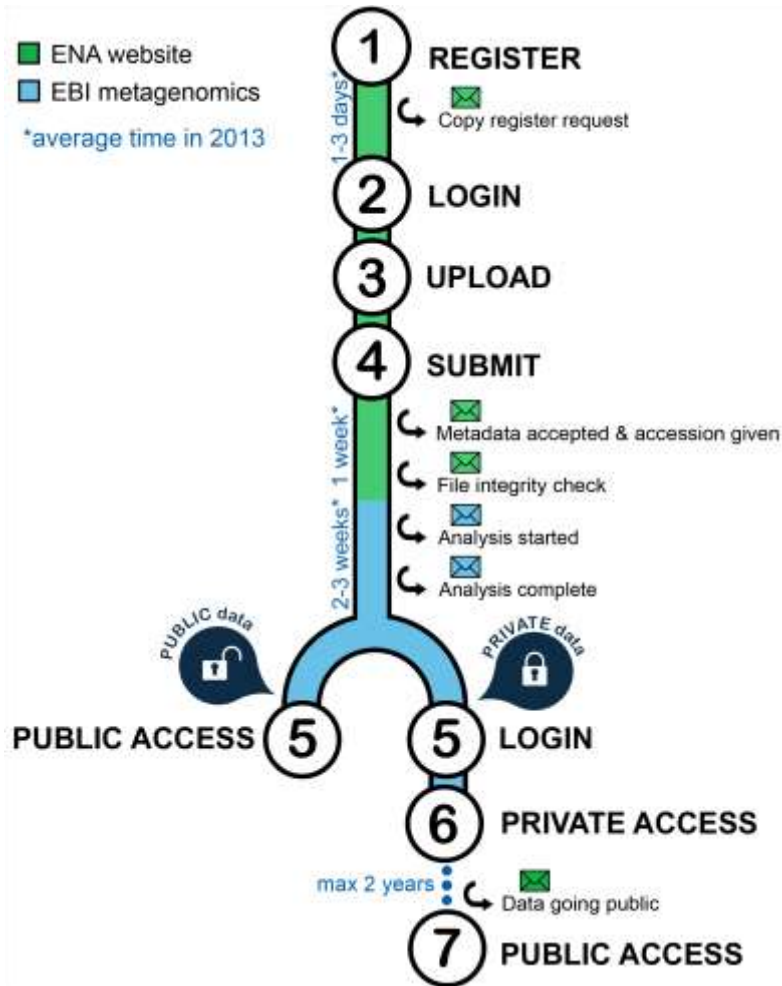 1
REGISTER
ENA website
EBI metagenomics
*average time in 2013
1-3 days*
Copy register request
2
LOGIN
3
UPLOAD
4
SUBMIT
1 week*
Metadata accepted & accession given
File integrity check
2-3 weeks*
Analysis started
Analysis complete
PUBLIC data
PRIVATE data
PUBLIC ACCESS 5
5 LOGIN
6 PRIVATE ACCESS
max 2 years
Data going public
7 PUBLIC ACCESS